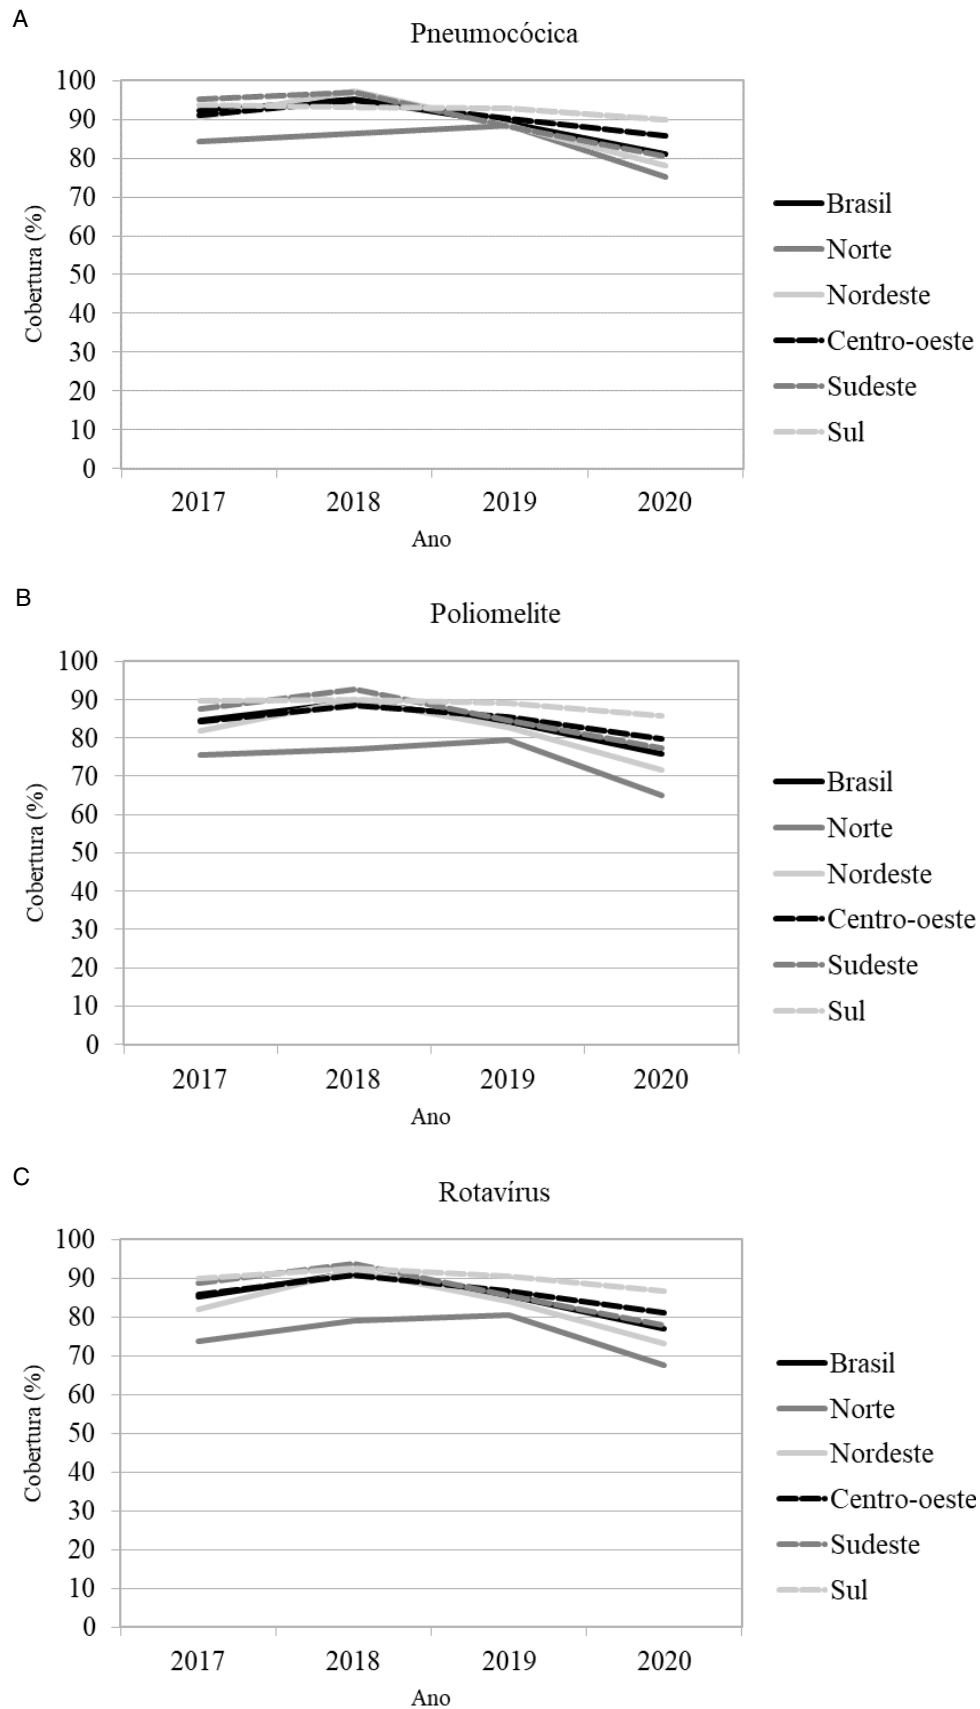 A
Pneumocócica
100
90
80
70
60
50
40
30
20
10
0
Cobertura (%)
2017 2018 2019 2020
Ano
Brasil
Norte
Nordeste
Centro-oeste
Sudeste
Sul
B
Poliomelite
100
90
80
70
60
50
40
30
20
10
0
Cobertura (%)
2017 2018 2019 2020
Ano
Brasil
Norte
Nordeste
Centro-oeste
Sudeste
Sul
C
Rotavírus
100
90
80
70
60
50
40
30
20
10
0
Cobertura (%)
2017 2018 2019 2020
Ano
Brasil
Norte
Nordeste
Centro-oeste
Sudeste
Sul